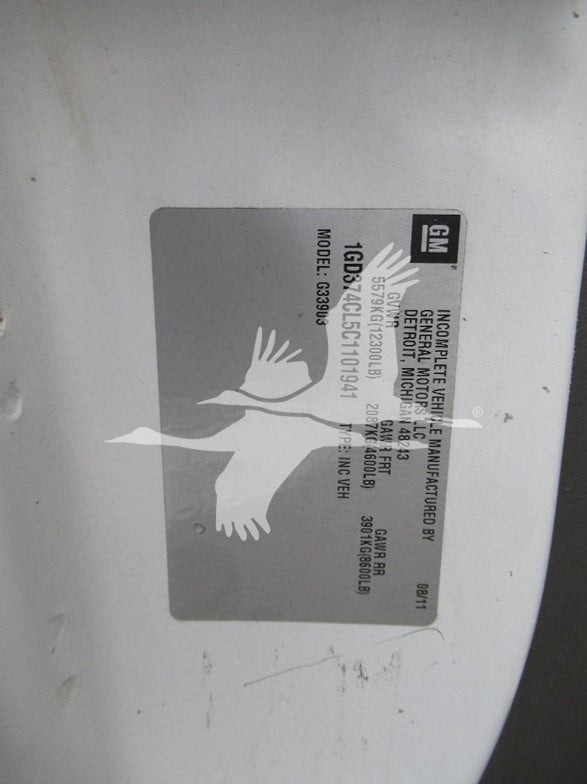 GM
INCOMPLETE VEHICLE MANUFACTURED BY
GENERAL MOTORS LLC
DETROIT, MICHIGAN 48243
08/11
GVWR GAWR FRT GAWR RR
5579KG(12300LB) 2087KG(4600LB) 3901KG(8600LB)
1GD374CL5C1101941 TYPE: INC VEH
MODEL: G33903